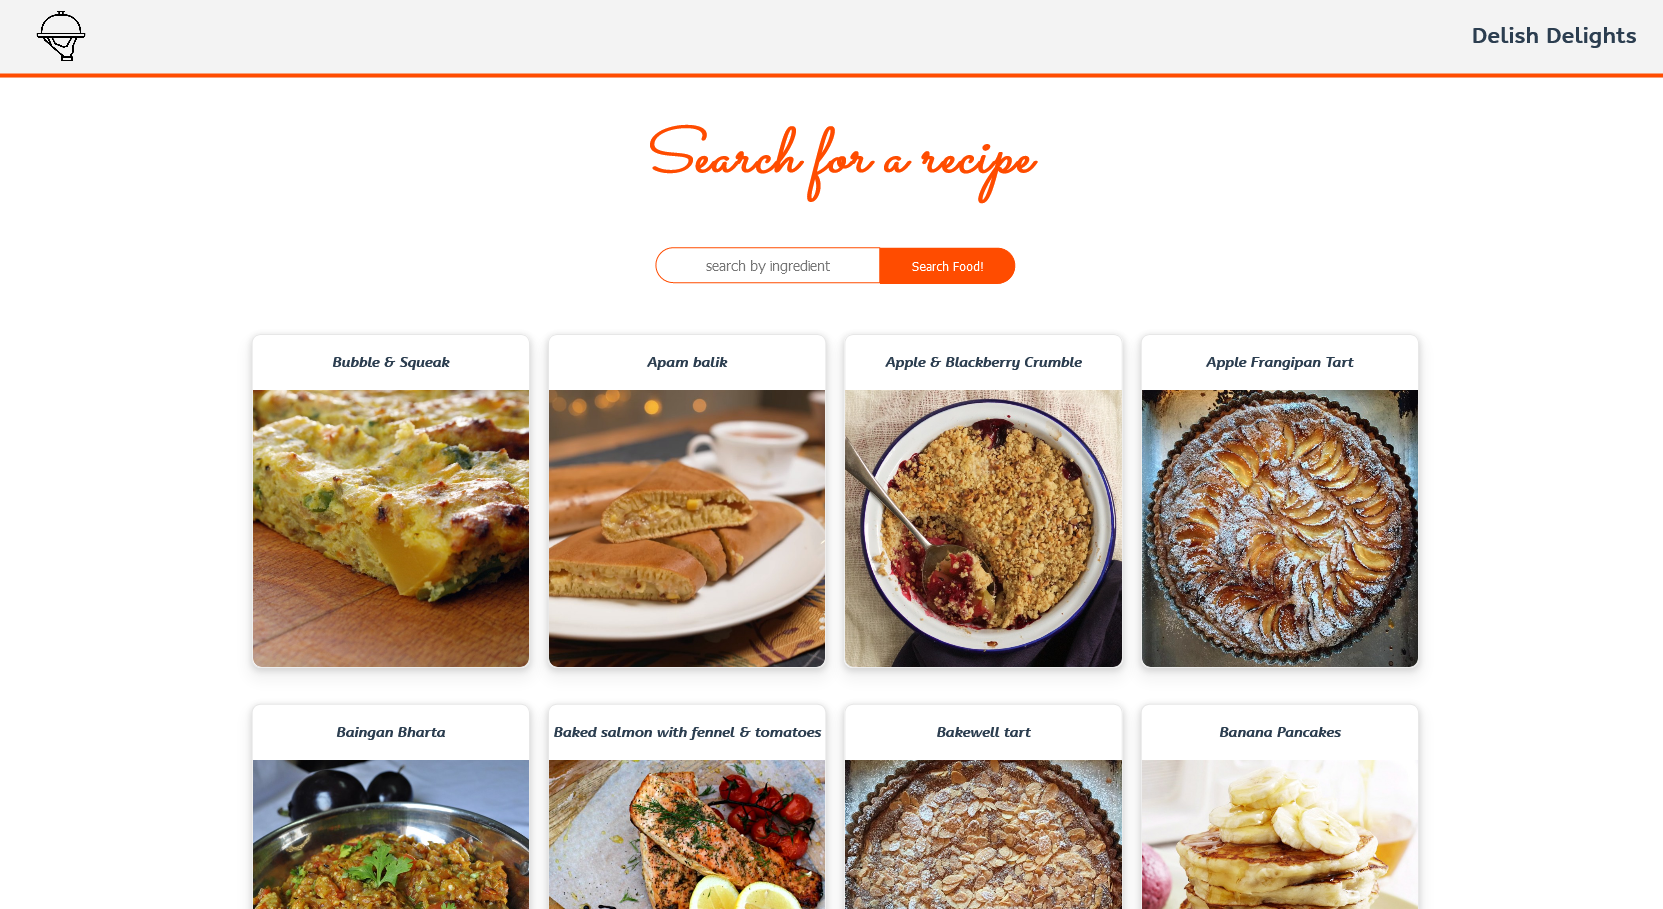 Delish Delights
Search for a recipe
search by ingredient
Search Food!
Bubble & Squeak
Apam balik
Apple & Blackberry Crumble
Apple Frangipan Tart
Baingan Bharta
Baked salmon with fennel & tomatoes
Bakewell tart
Banana Pancakes